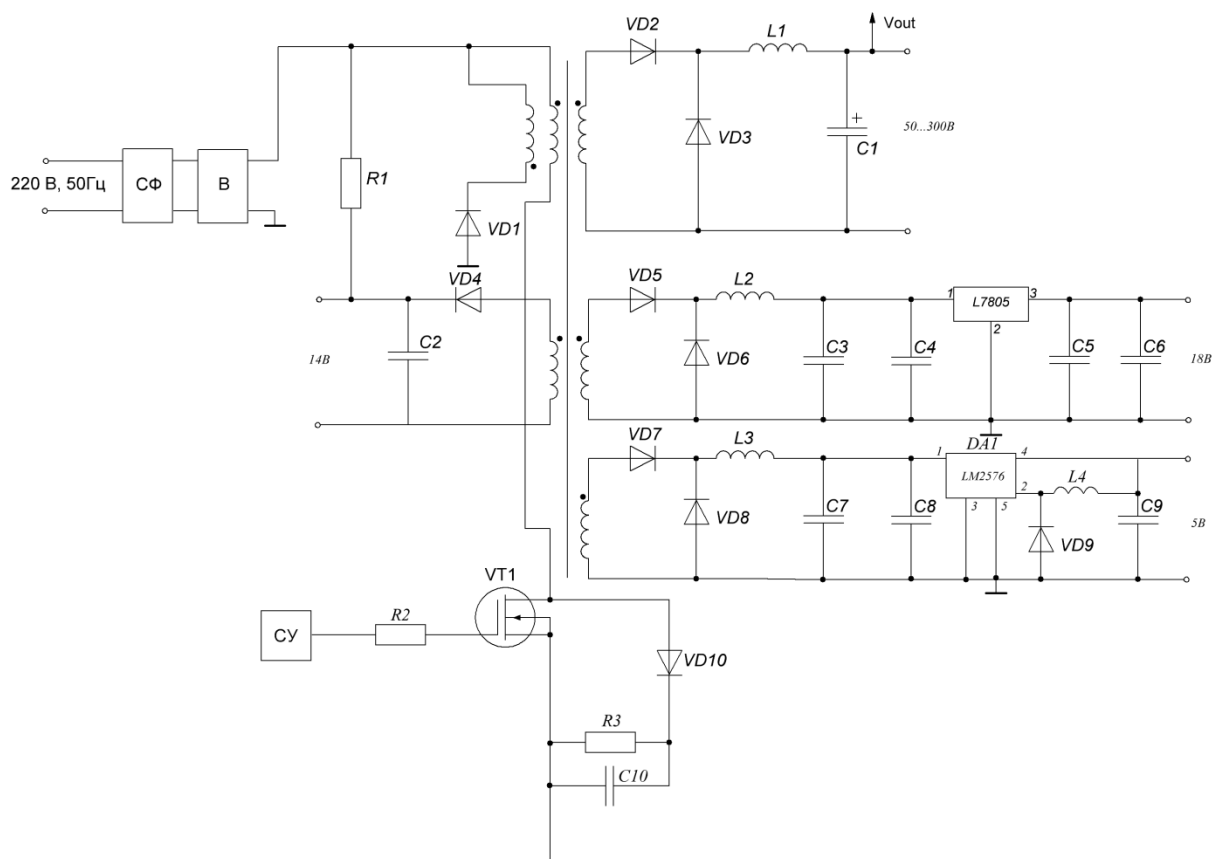 VD2
L1
Vout
VD3
+
C1
50...300В
220 В, 50Гц
СФ
В
R1
VD1
VD4
C2
14В
VD5
L2
VD6
C3
C4
1
L7805
3
2
C5
C6
18В
VD7
L3
VD8
C7
C8
DA1
1
LM2576
4
2
3
5
L4
VD9
C9
5В
VT1
СУ
R2
VD10
R3
C10